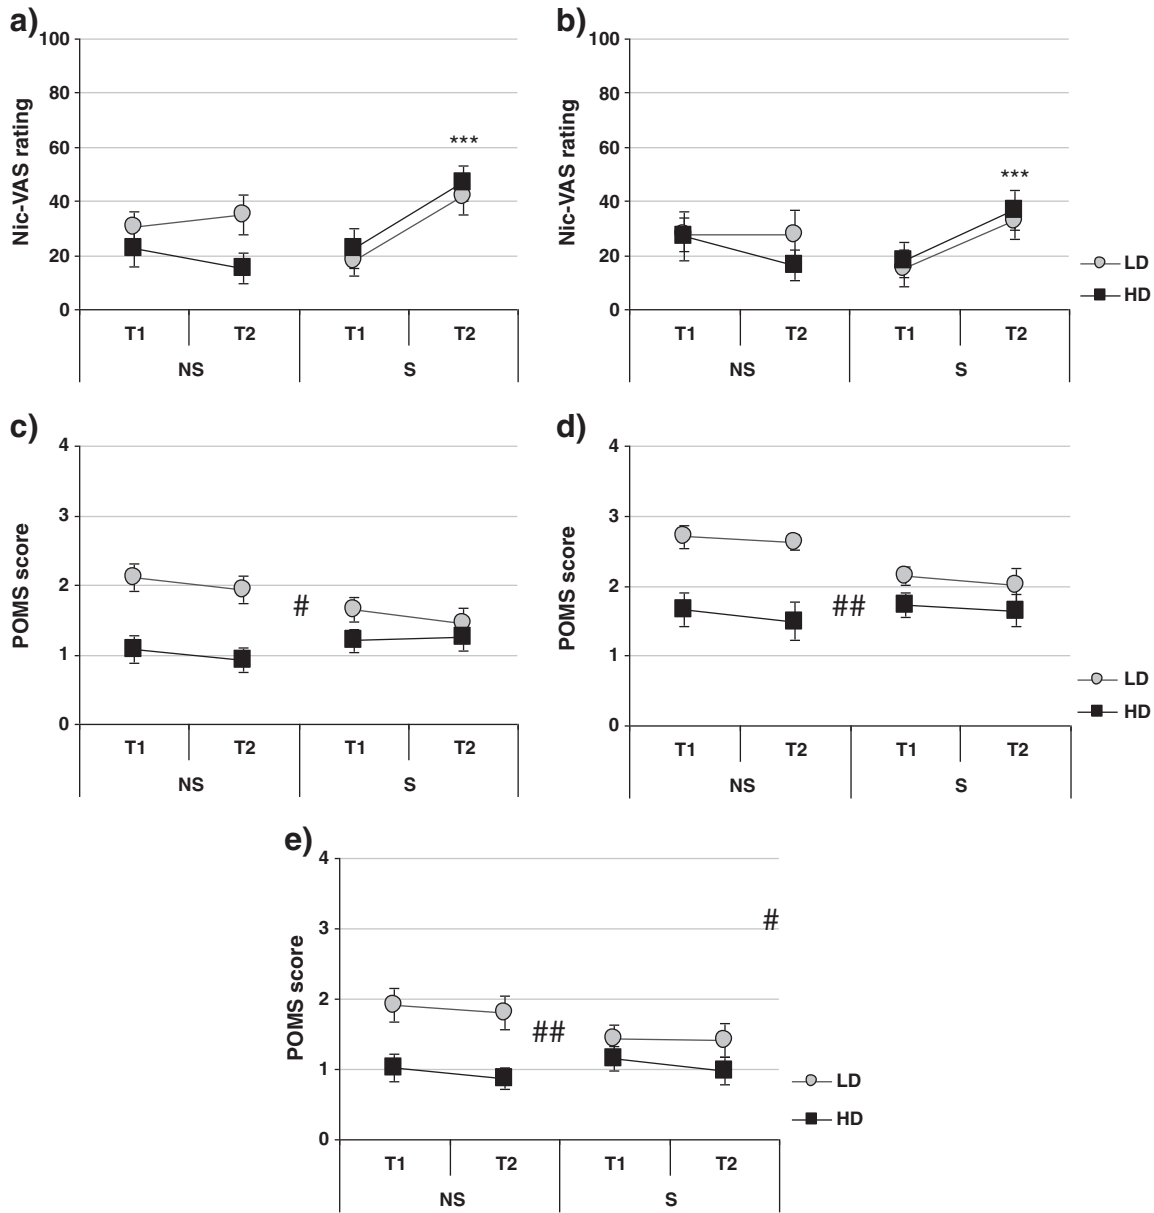 a)
b)
100
80
60
40
20
0
Nic-VAS rating
***
T1 T2 T1 T2
NS S
100
80
60
40
20
0
Nic-VAS rating
***
T1 T2 T1 T2
NS S
LD
HD
c)
d)
4
3
2
1
0
POMS score
#
T1 T2 T1 T2
NS S
4
3
2
1
0
POMS score
##
T1 T2 T1 T2
NS S
LD
HD
e)
4
3
2
1
0
POMS score
##
#
T1 T2 T1 T2
NS S
LD
HD